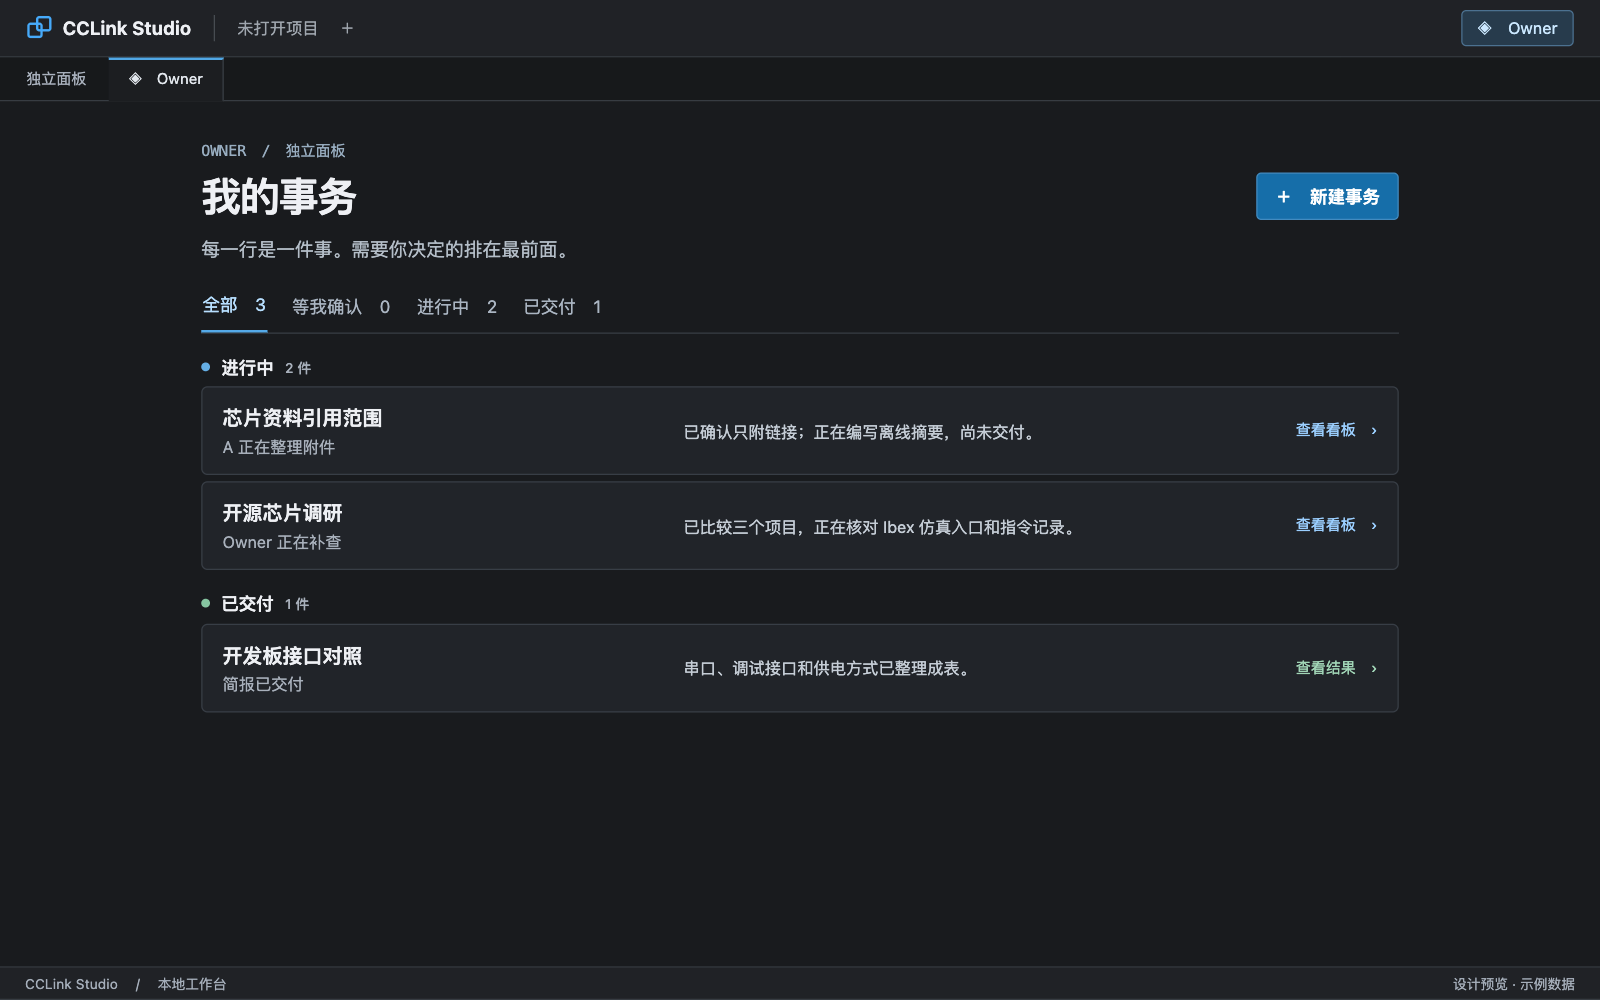 CCLink Studio 未打开项目 + ◈ Owner
独立面板 ◈ Owner
OWNER / 独立面板
我的事务
+ 新建事务
每一行是一件事。需要你决定的排在最前面。
全部 3 等我确认 0 进行中 2 已交付 1
进行中 2 件
芯片资料引用范围
A 正在整理附件
已确认只附链接；正在编写离线摘要，尚未交付。
查看看板 ›
开源芯片调研
Owner 正在补查
已比较三个项目，正在核对 Ibex 仿真入口和指令记录。
查看看板 ›
已交付 1 件
开发板接口对照
简报已交付
串口、调试接口和供电方式已整理成表。
查看结果 ›
CCLink Studio / 本地工作台
设计预览 · 示例数据